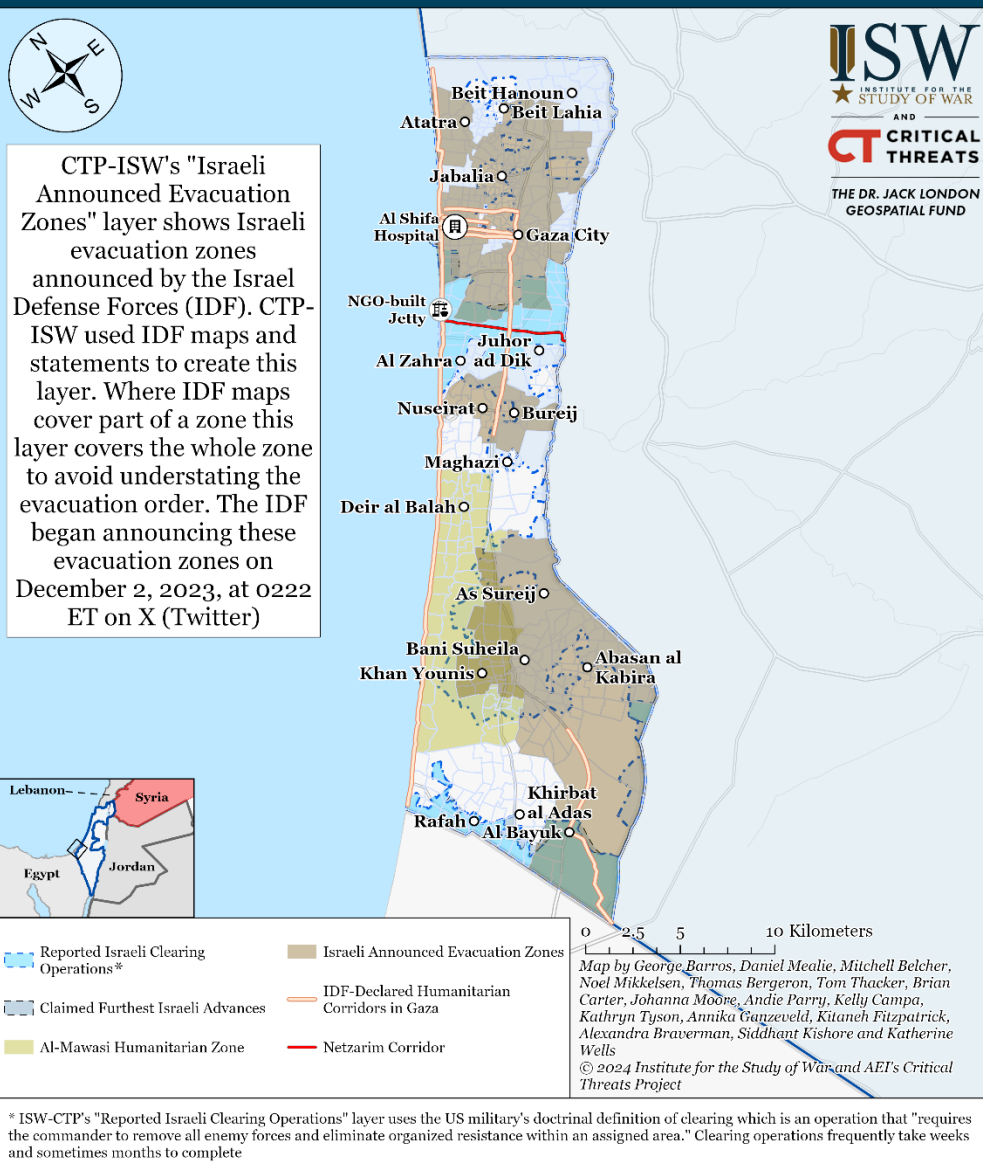 N
E
W
S
ISW
INSTITUTE FOR THE
STUDY OF WAR
AND
CT CRITICAL
THREATS
THE DR. JACK LONDON
GEOSPATIAL FUND
CTP-ISW's "Israeli
Announced Evacuation
Zones" layer shows Israeli
evacuation zones
announced by the Israel
Defense Forces (IDF). CTP-
ISW used IDF maps and
statements to create this
layer. Where IDF maps
cover part of a zone this
layer covers the whole zone
to avoid understating the
evacuation order. The IDF
began announcing these
evacuation zones on
December 2, 2023, at 0222
ET on X (Twitter)
Beit Hanoun
Beit Lahia
Atatra
Jabalia
Al Shifa
Hospital
Gaza City
NGO-built
Jetty
Juhor
ad Dik
Al Zahra
Nuseirat
Bureij
Maghazi
Deir al Balah
As Sureij
Bani Suheila
Abasan al
Kabira
Khan Younis
Khirbat
al Adas
Rafah
Al Bayuk
Lebanon
Syria
Egypt
Jordan
Reported Israeli Clearing
Operations*
Claimed Furthest Israeli Advances
Al-Mawasi Humanitarian Zone
Israeli Announced Evacuation Zones
IDF-Declared Humanitarian
Corridors in Gaza
Netzarim Corridor
0 2.5 5 10 Kilometers
Map by George Barros, Daniel Mealie, Mitchell Belcher,
Noel Mikkelsen, Thomas Bergeron, Tom Thacker, Brian
Carter, Johanna Moore, Andie Parry, Kelly Campa,
Kathryn Tyson, Annika Ganzeveld, Kitaneh Fitzpatrick,
Alexandra Braverman, Siddhant Kishore and Katherine
Wells
© 2024 Institute for the Study of War and AEI's Critical
Threats Project
* ISW-CTP's "Reported Israeli Clearing Operations" layer uses the US military's doctrinal definition of clearing which is an operation that "requires
the commander to remove all enemy forces and eliminate organized resistance within an assigned area." Clearing operations frequently take weeks
and sometimes months to complete